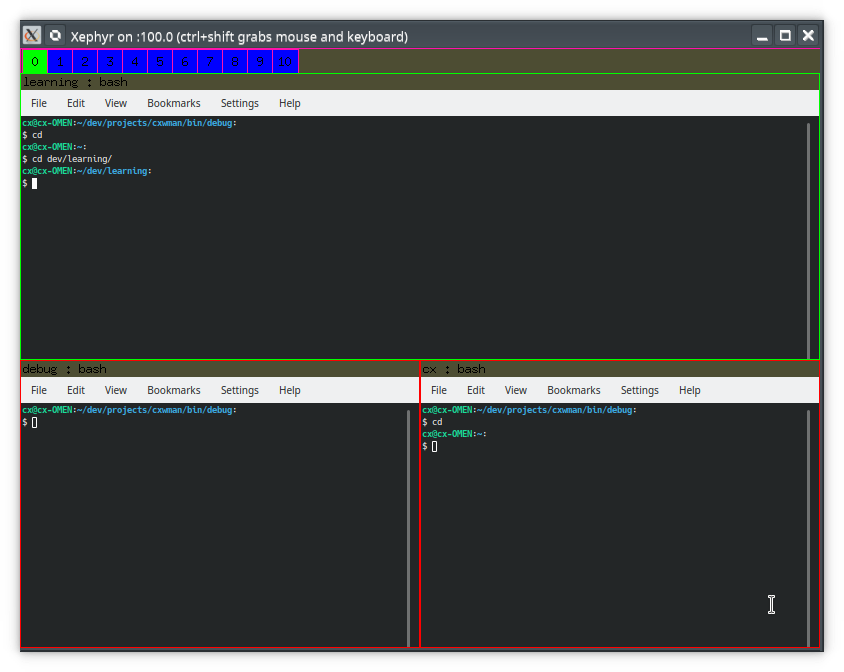 Xephyr on :100.0 (ctrl+shift grabs mouse and keyboard)
0 1 2 3 4 5 6 7 8 9 10
learning : bash
File Edit View Bookmarks Settings Help
cx@cx-OMEN:~/dev/projects/cxwman/bin/debug:
$ cd
cx@cx-OMEN:~:
$ cd dev/learning/
cx@cx-OMEN:~/dev/learning:
$
debug : bash
File Edit View Bookmarks Settings Help
cx@cx-OMEN:~/dev/projects/cxwman/bin/debug:
$
cx : bash
File Edit View Bookmarks Settings Help
cx@cx-OMEN:~/dev/projects/cxwman/bin/debug:
$ cd
cx@cx-OMEN:~:
$